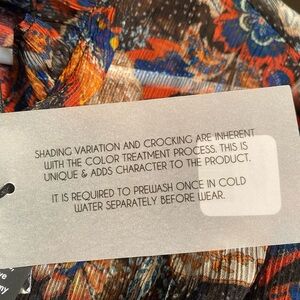 SHADING VARIATION AND CROCKING ARE INHERENT
WITH THE COLOR TREATMENT PROCESS. THIS IS
UNIQUE & ADDS CHARACTER TO THE PRODUCT.
IT IS REQUIRED TO PREWASH ONCE IN COLD
WATER SEPARATELY BEFORE WEAR.